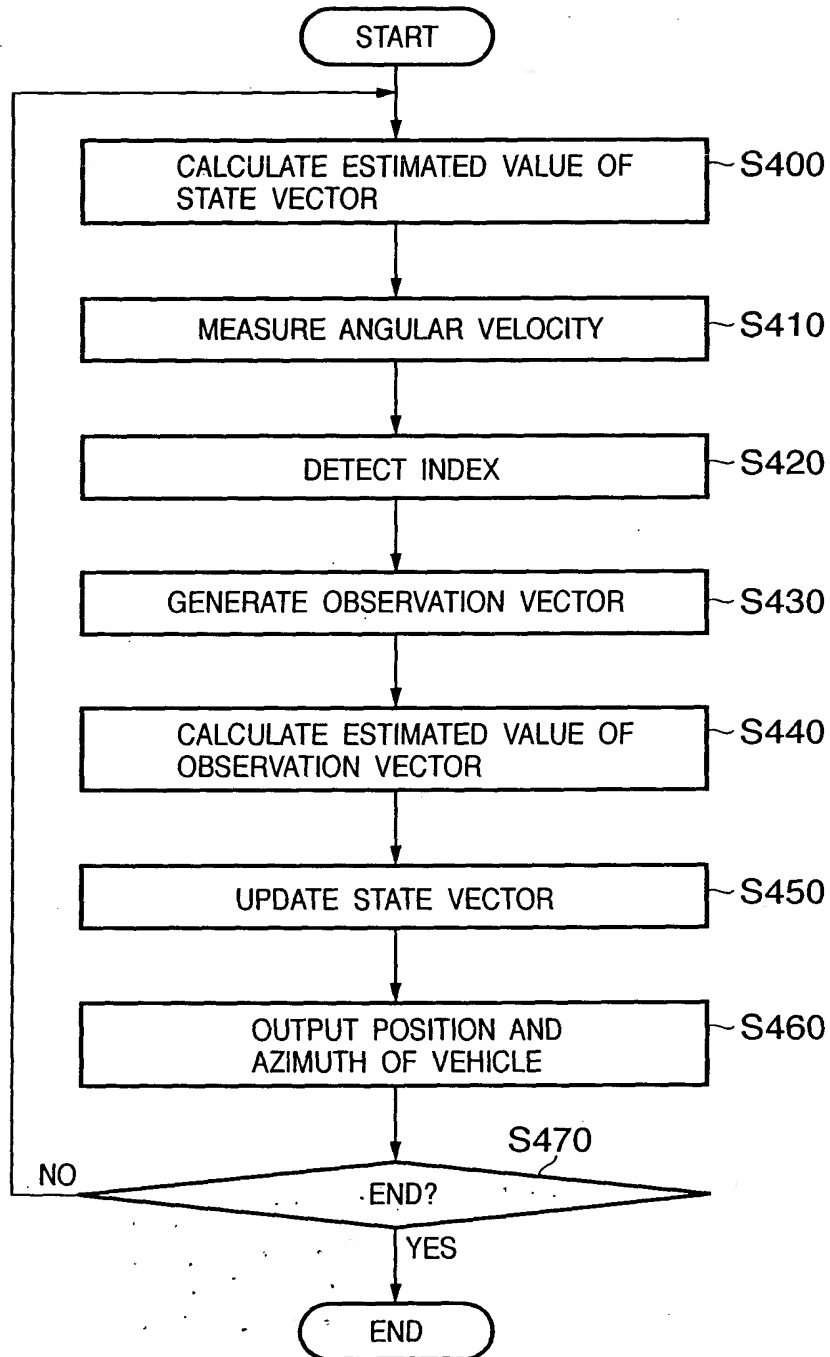 START
CALCULATE ESTIMATED VALUE OF
STATE VECTOR
S400
MEASURE ANGULAR VELOCITY
S410
DETECT INDEX
S420
GENERATE OBSERVATION VECTOR
S430
CALCULATE ESTIMATED VALUE OF
OBSERVATION VECTOR
S440
UPDATE STATE VECTOR
S450
OUTPUT POSITION AND
AZIMUTH OF VEHICLE
S460
S470
NO
END?
YES
END